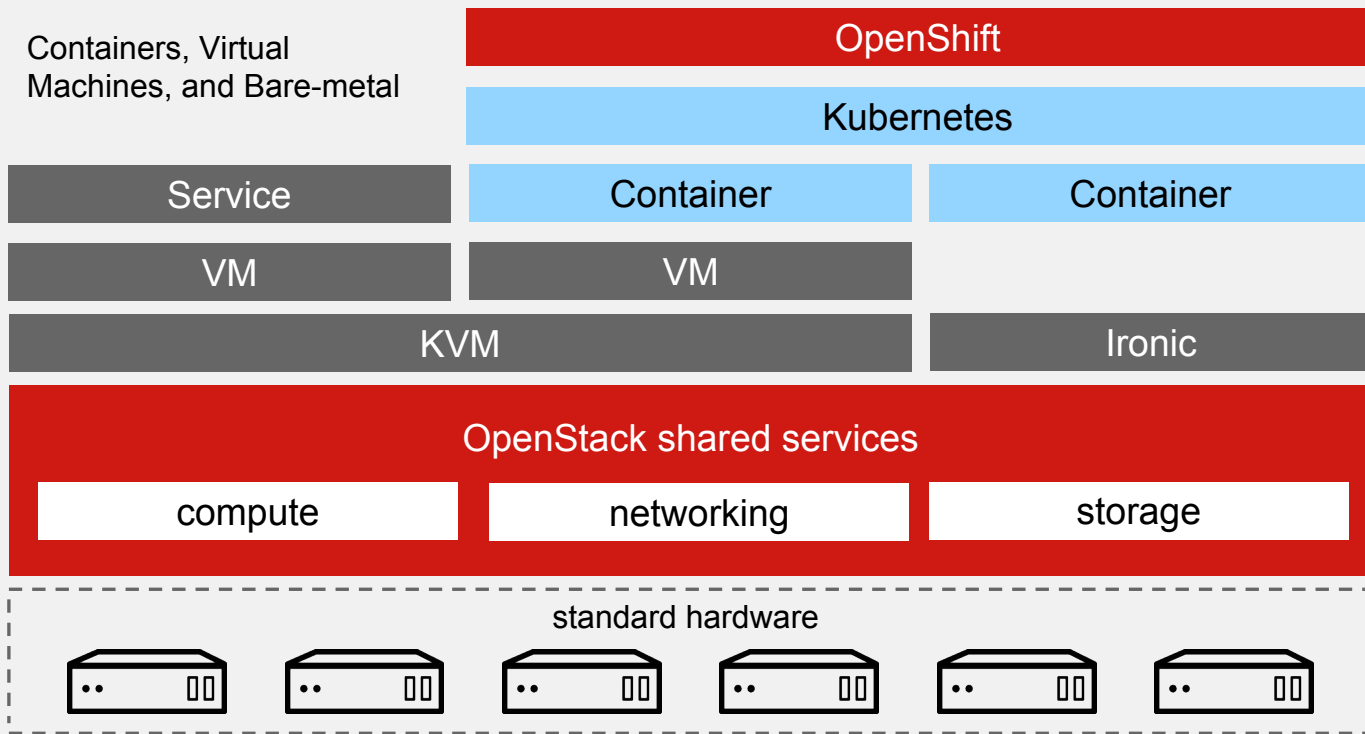 Containers, Virtual
Machines, and Bare-metal
OpenShift
Kubernetes
Service
Container
Container
VM
VM
KVM
Ironic
OpenStack shared services
compute
networking
storage
standard hardware